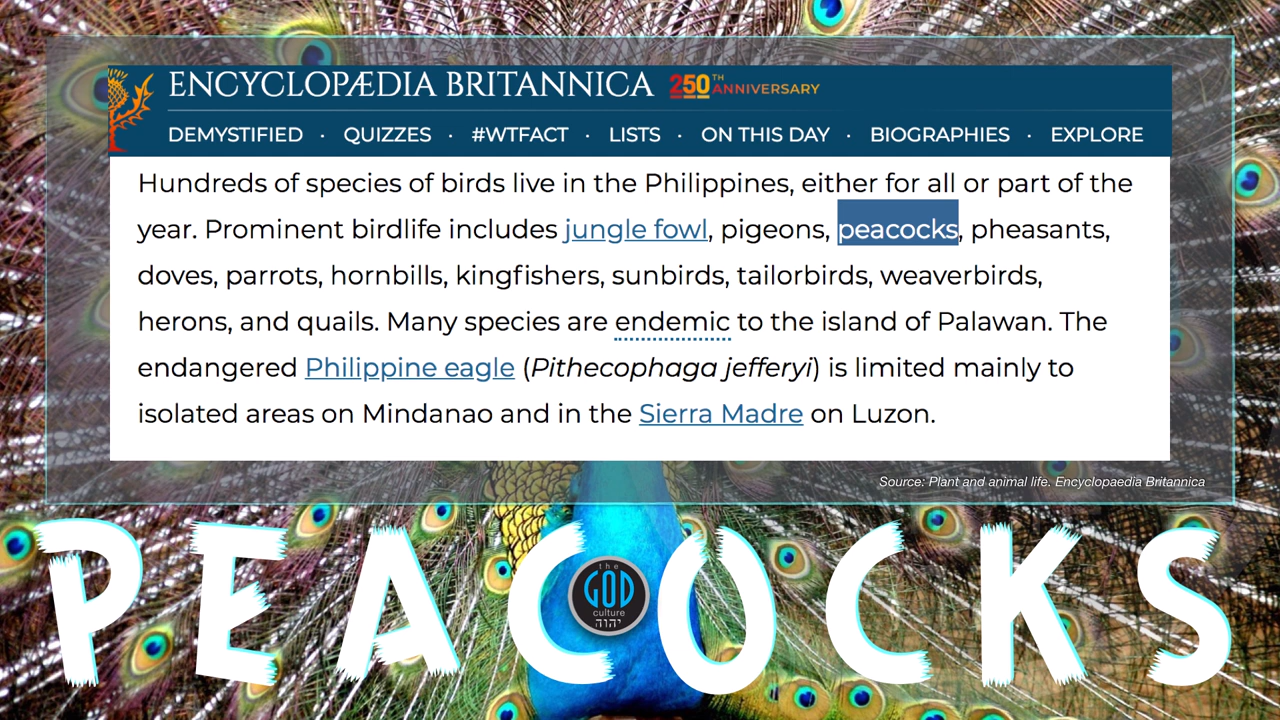 ENCYCLOPÆDIA BRITANNICA 250TH ANNIVERSARY
DEMYSTIFIED · QUIZZES · #WTFACT · LISTS · ON THIS DAY · BIOGRAPHIES · EXPLORE
Hundreds of species of birds live in the Philippines, either for all or part of the
year. Prominent birdlife includes jungle fowl, pigeons, peacocks, pheasants,
doves, parrots, hornbills, kingfishers, sunbirds, tailorbirds, weaverbirds,
herons, and quails. Many species are endemic to the island of Palawan. The
endangered Philippine eagle (Pithecophaga jefferyi) is limited mainly to
isolated areas on Mindanao and in the Sierra Madre on Luzon.
Source: Plant and animal life. Encyclopaedia Britannica
PEACOCKS
the
GOD
culture
יהוה